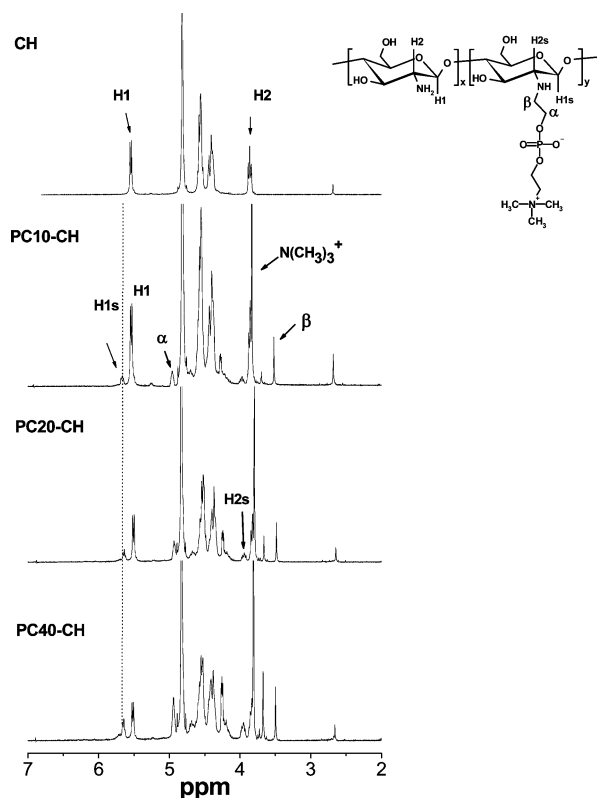 CH
H1
H2
OH
H2
OH
H2s
O
O
O
O
HO
NH₂
H1
x
HO
NH
H1s
y
β
α
O
O=P-O⁻
O
H₃C-N⁺-CH₃
CH₃
PC10-CH
N(CH₃)₃⁺
H1s
H1
α
β
PC20-CH
H2s
PC40-CH
7 6 5 4 3 2
ppm